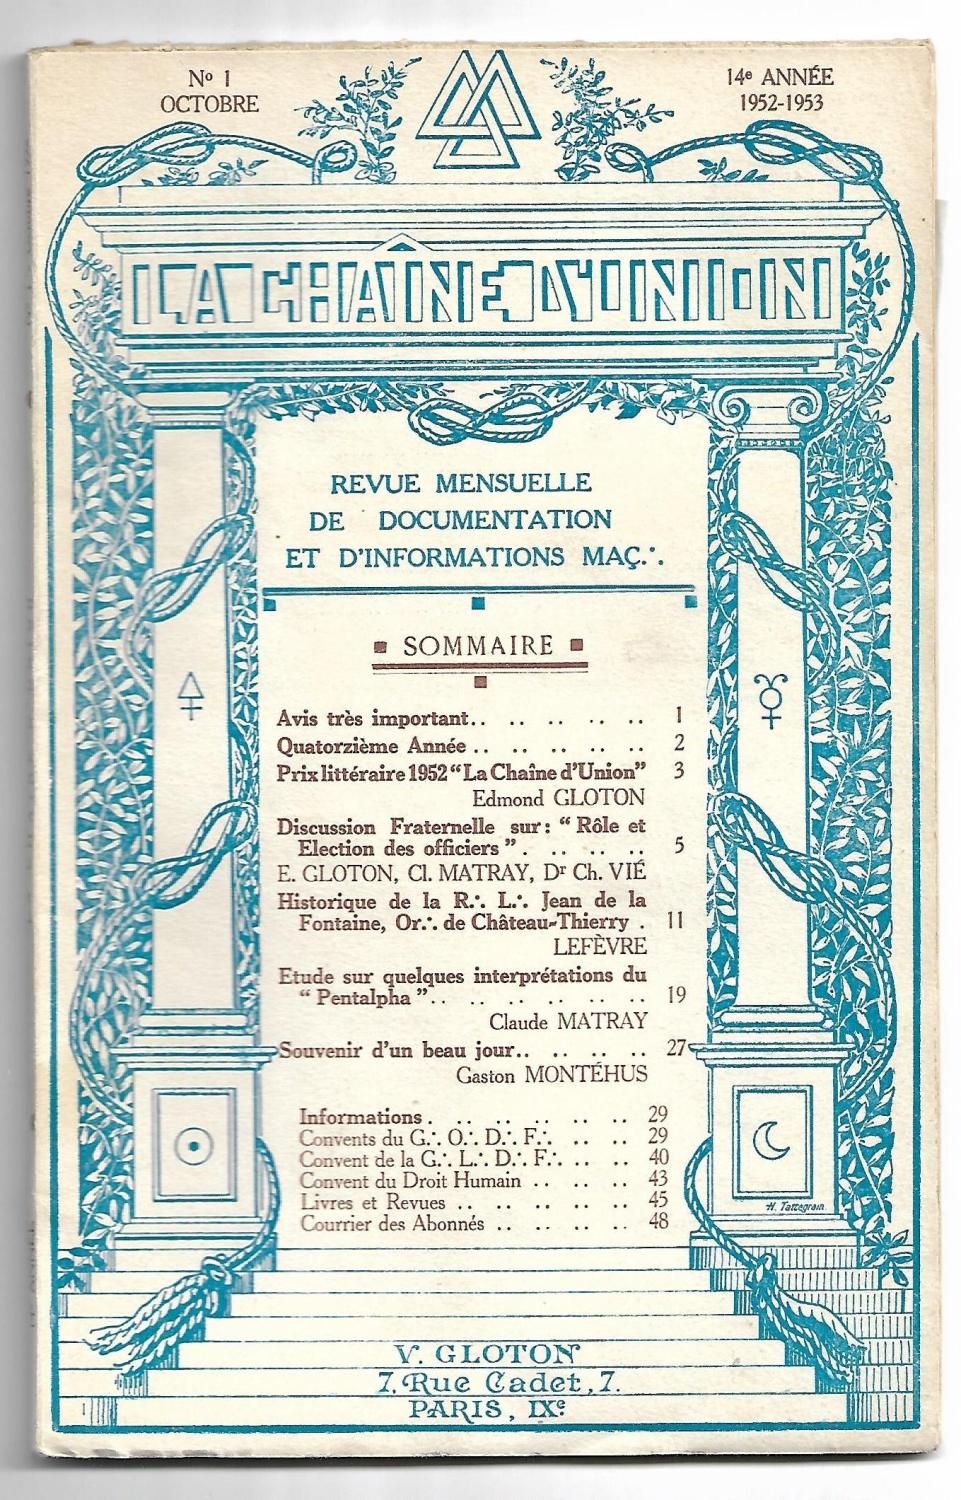 No 1
OCTOBRE
14e ANNÉE
1952-1953
LA CHAÎNE D'UNION
REVUE MENSUELLE
DE DOCUMENTATION
ET D'INFORMATIONS MAÇ∴
SOMMAIRE
Avis très important.. .. .. .. .. 1
Quatorzième Année .. .. .. .. .. 2
Prix littéraire 1952 "La Chaîne d'Union" 3
Edmond GLOTON
Discussion Fraternelle sur: "Rôle et
Election des officiers". .. .. .. 5
E. GLOTON, Cl. MATRAY, Dr Ch. VIÉ
Historique de la R∴ L∴ Jean de la
Fontaine, Or∴ de Château-Thierry . 11
LEFÈVRE
Etude sur quelques interprétations du
"Pentalpha".. .. .. .. .. .. 19
Claude MATRAY
Souvenir d'un beau jour.. .. .. .. 27
Gaston MONTÉHUS
Informations. .. .. .. .. .. .. 29
Convents du G∴ O∴ D∴ F∴ .. .. 29
Convent de la G∴ L∴ D∴ F∴ .. .. 40
Convent du Droit Humain .. .. .. 43
Livres et Revues .. .. .. .. .. 45
Courrier des Abonnés .. .. .. .. 48
H. Tattegrain
V. GLOTON
7, Rue Cadet, 7.
PARIS, IXe